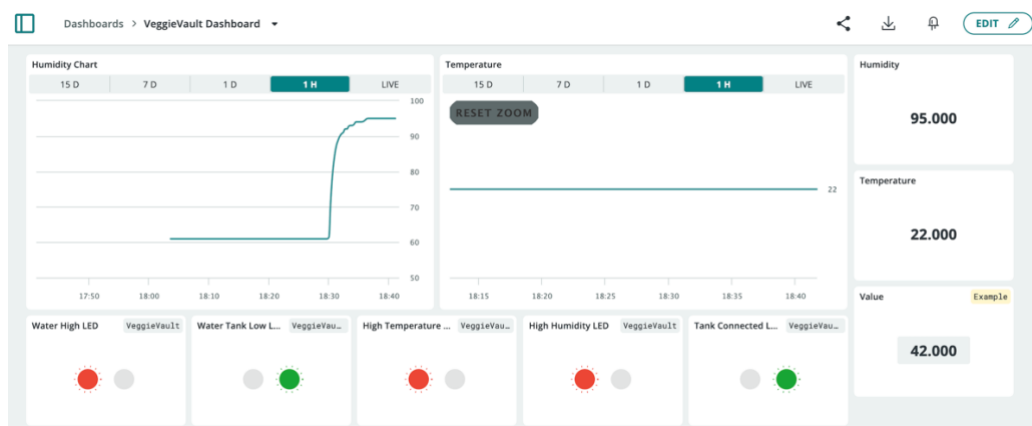 Dashboards > VeggieVault Dashboard
EDIT
Humidity Chart
15 D 7 D 1 D 1 H LIVE
100
90
80
70
60
50
17:50 18:00 18:10 18:20 18:30 18:40
Temperature
15 D 7 D 1 D 1 H LIVE
RESET ZOOM
22
18:15 18:20 18:25 18:30 18:35 18:40
Humidity
95.000
Temperature
22.000
Value Example
42.000
Water High LED VeggieVault
Water Tank Low L... VeggieVau...
High Temperature ... VeggieVau...
High Humidity LED VeggieVault
Tank Connected L... VeggieVau...